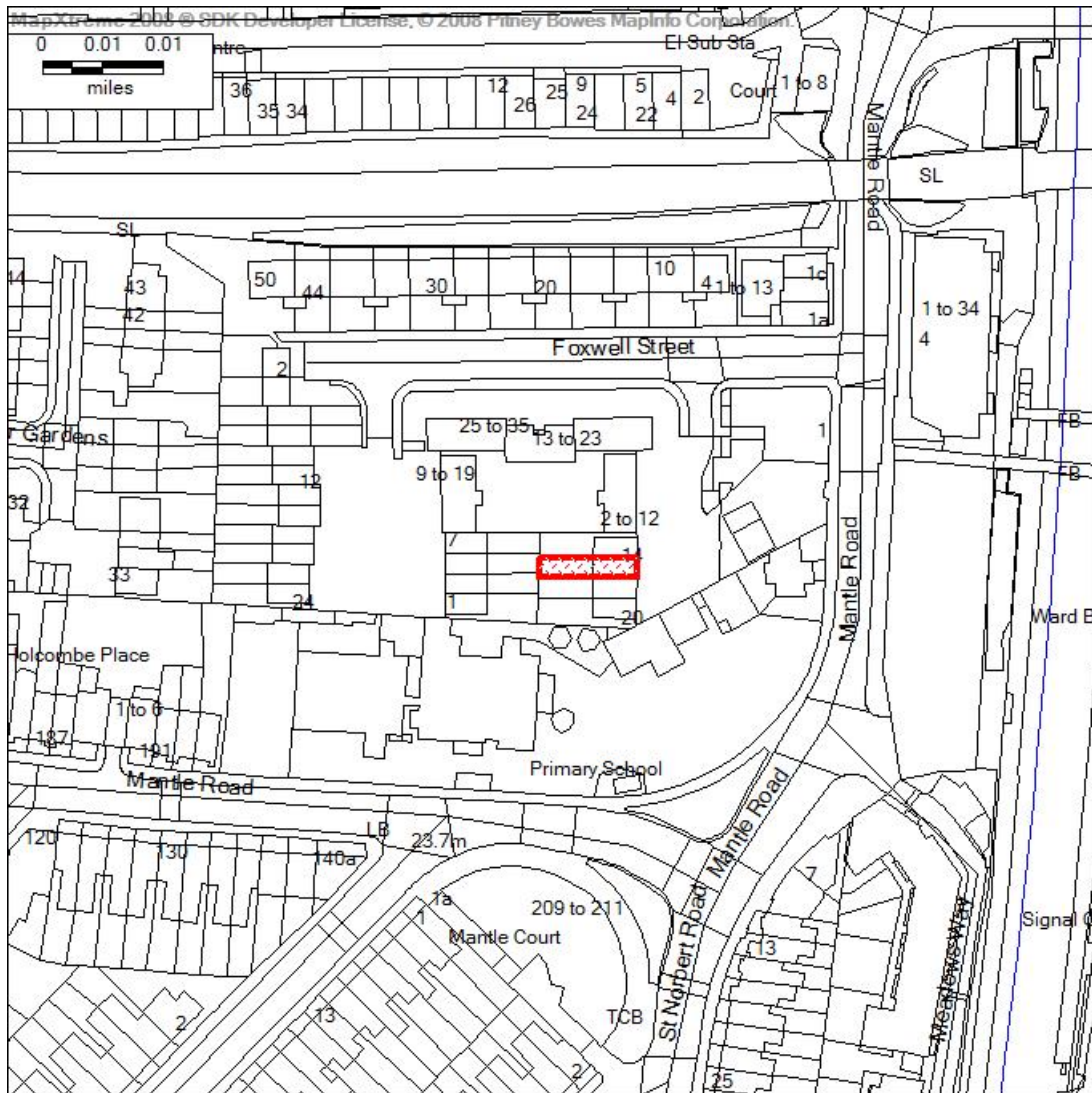 MapXtreme 2008 ® SDK Developer License, © 2008 Pitney Bowes MapInfo Corporation.
0 0.01 0.01
miles
ntre
El Sub Sta
36
35
34
12
26
25
9
24
5
22
4
2
Court
1 to 8
Mantle Road
SL
SL
44
43
42
50
44
30
20
10
4
1 to 13
1c
1a
1 to 34
4
Foxwell Street
2
r Gardens
25 to 35
13 to 23
1
FB
FB
9 to 19
12
32
2 to 12
7
14
Mantle Road
33
24
1
20
Ward B
olcombe Place
1 to 6
187
191
Mantle Road
Primary School
Mantle Road
120
130
140a
LB
23.7m
1a
1
209 to 211
Mantle Court
7
13
St Norbert Road
Meadows Way
Signal
13
2
TCB
2
25